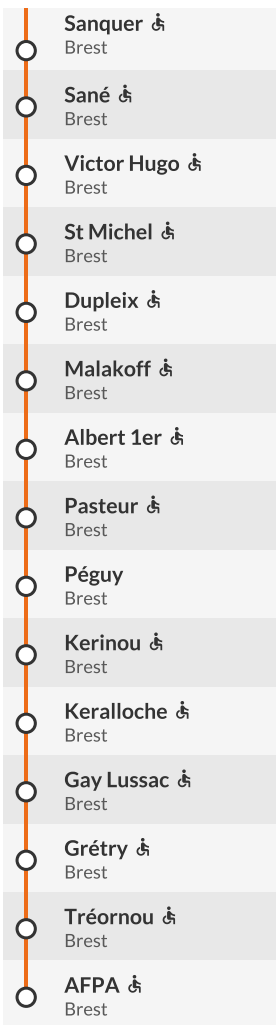 Sanquer
Brest
Sané
Brest
Victor Hugo
Brest
St Michel
Brest
Dupleix
Brest
Malakoff
Brest
Albert 1er
Brest
Pasteur
Brest
Péguy
Brest
Kerinou
Brest
Keralloche
Brest
Gay Lussac
Brest
Grétry
Brest
Tréornou
Brest
AFPA
Brest